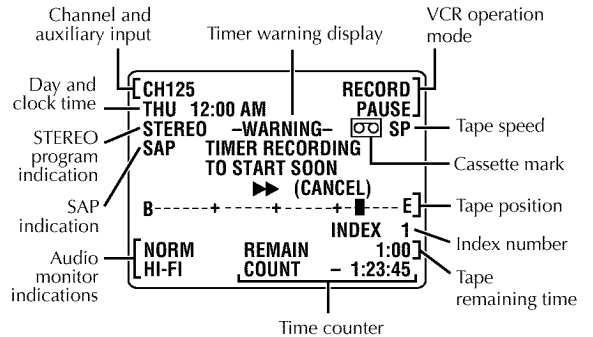 Channel and
auxiliary input
Timer warning display
VCR operation
mode
Day and
clock time
STEREO
program
indication
SAP
indication
Audio
monitor
indications
CH125 RECORD
THU 12:00 AM PAUSE
STEREO –WARNING– SP
SAP TIMER RECORDING
TO START SOON
▶▶ (CANCEL)
B------+------+------+--■---E
INDEX 1
NORM REMAIN 1:00
HI-FI COUNT – 1:23:45
Tape speed
Cassette mark
Tape position
Index number
Tape
remaining time
Time counter